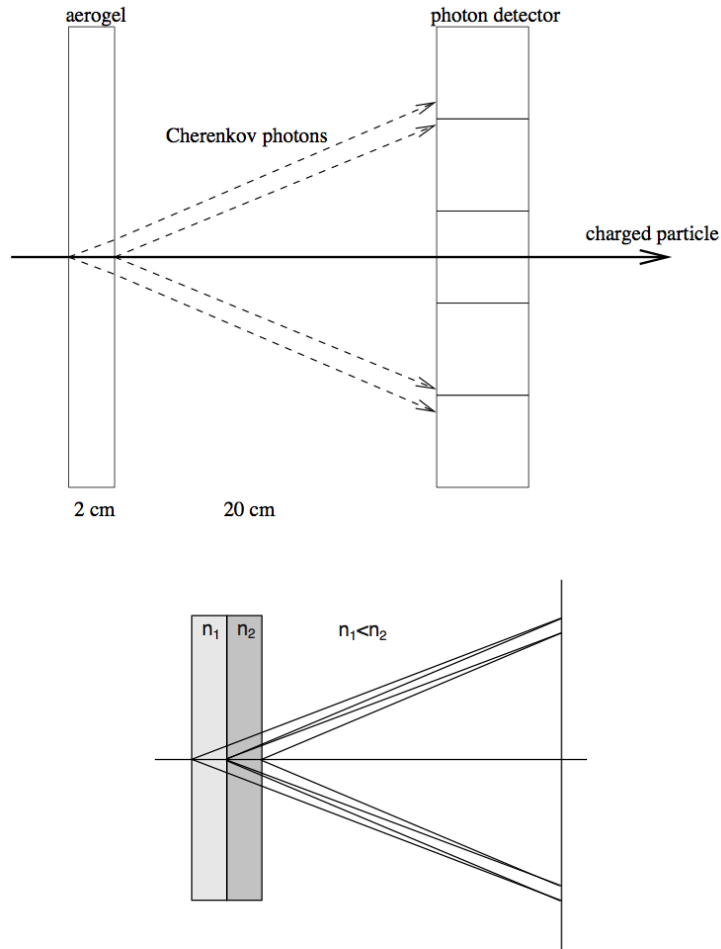 aerogel photon detector
Cherenkov photons
charged particle
2 cm 20 cm
n₁ n₂ n₁<n₂